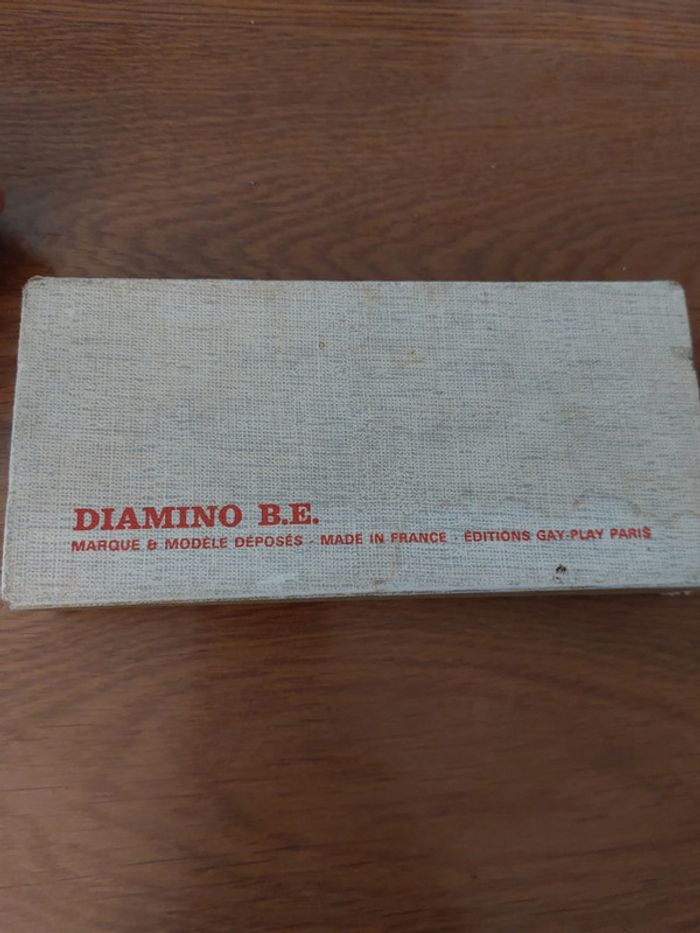 DIAMINO B.E.
MARQUE & MODÈLE DÉPOSÉS - MADE IN FRANCE - ÉDITIONS GAY-PLAY PARIS